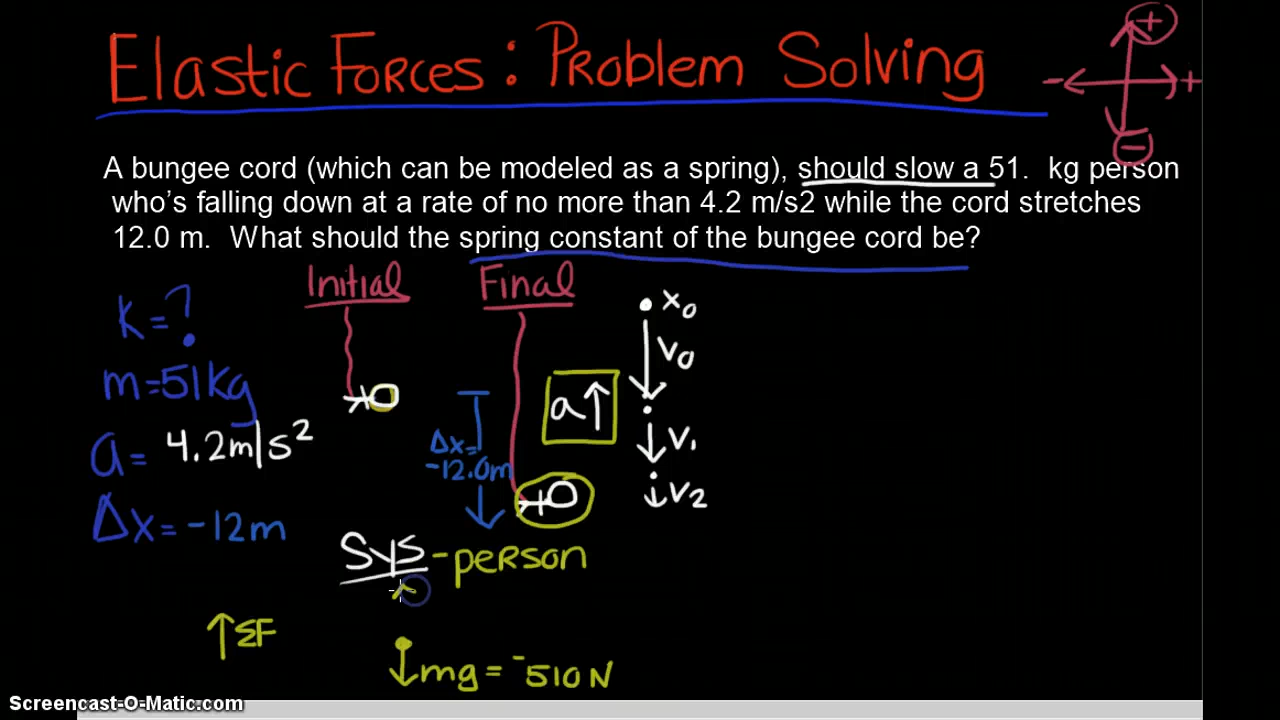 Elastic Forces: Problem Solving
+
- +
-
A bungee cord (which can be modeled as a spring), should slow a 51. kg person
who's falling down at a rate of no more than 4.2 m/s2 while the cord stretches
12.0 m. What should the spring constant of the bungee cord be?
Initial Final
k=?
m=51kg
a= 4.2m/s²
Δx= -12m
Δx=
-12.0m
a↑
x₀
v₀
v₁
v₂
Sys-person
↑ΣF
↓mg= -510N
Screencast-O-Matic.com